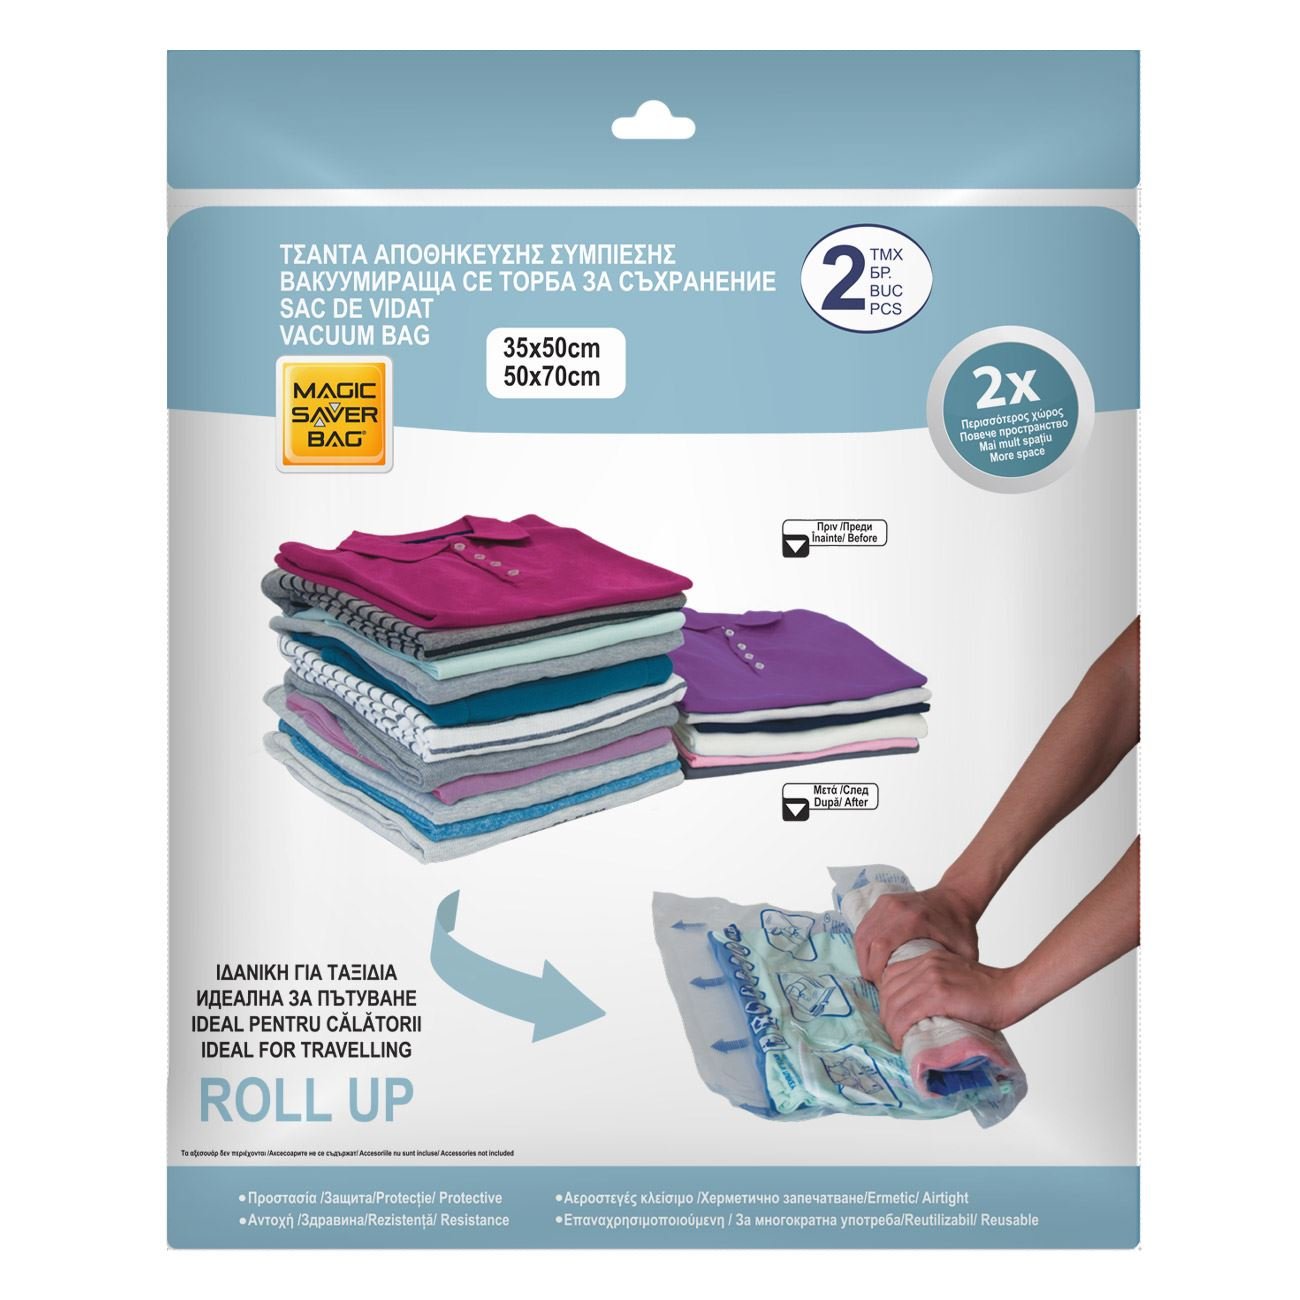 ΤΣΑΝΤΑ ΑΠΟΘΗΚΕΥΣΗΣ ΣΥΜΠΙΕΣΗΣ
ВАКУУМИРАЩА СЕ ТОРБА ЗА СЪХРАНЕНИЕ
SAC DE VIDAT
VACUUM BAG
2
ΤΜΧ
БР.
BUC
PCS
35x50cm
50x70cm
MAGIC
SAVER
BAG®
2x
Περισσότερος χώρος
Повече пространство
Mai mult spațiu
More space
Πριν /Преди
Înainte/ Before
Μετά /След
După/ After
ΙΔΑΝΙΚΗ ΓΙΑ ΤΑΞΙΔΙΑ
ИДЕАЛНА ЗА ПЪТУВАНЕ
IDEAL PENTRU CĂLĂTORII
IDEAL FOR TRAVELLING
ROLL UP
Τα αξεσουάρ δεν περιέχονται /Аксесоарите не се съдържат/ Accesoriile nu sunt incluse/ Accessories not included
•Προστασία /Защита/Protecție/ Protective
•Αντοχή /Здравина/Rezistență/ Resistance
•Αεροστεγές κλείσιμο /Херметично запечатване/Ermetic/ Airtight
•Επαναχρησιμοποιούμενη / За многократна употреба/Reutilizabil/ Reusable